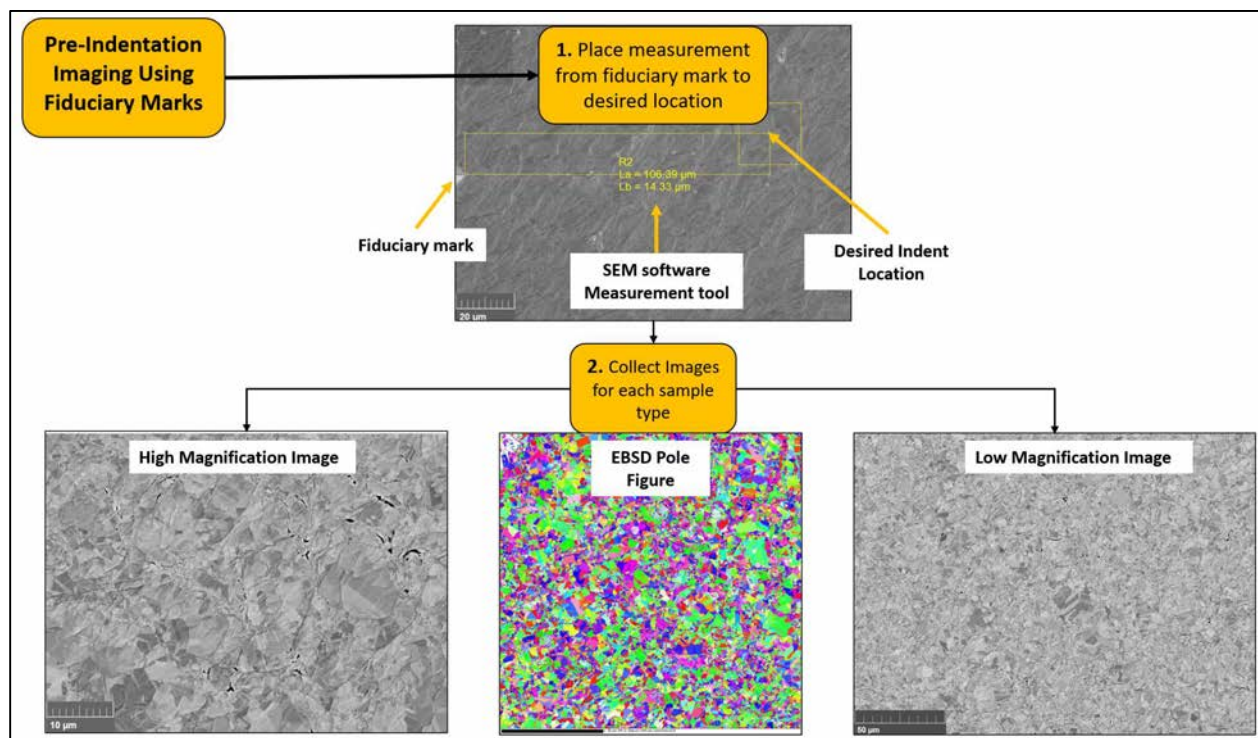 Pre-Indentation
Imaging Using
Fiduciary Marks
1. Place measurement
from fiduciary mark to
desired location
R2
La = 106.39 µm
Lb = 14.33 µm
Fiduciary mark
SEM software
Measurement tool
Desired Indent
Location
20 µm
2. Collect Images
for each sample
type
High Magnification Image
EBSD Pole
Figure
Low Magnification Image
10 µm
50 µm